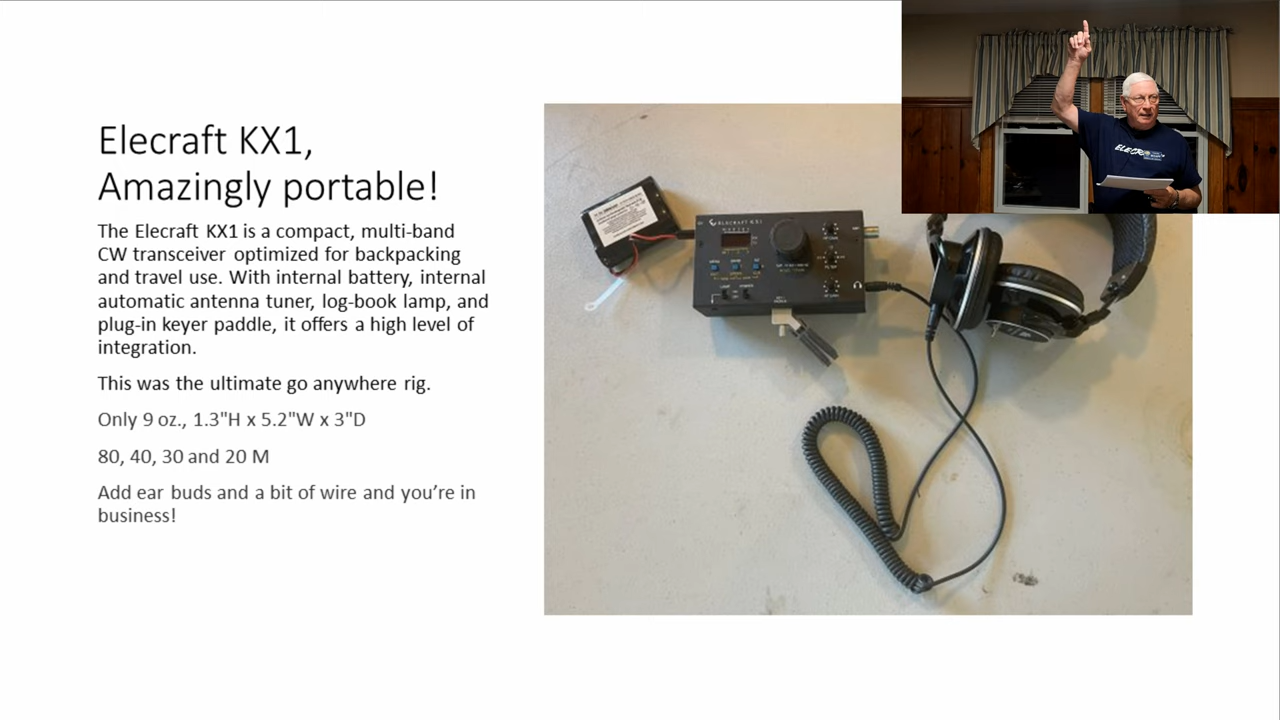 Elecraft KX1,
Amazingly portable!
The Elecraft KX1 is a compact, multi-band
CW transceiver optimized for backpacking
and travel use. With internal battery, internal
automatic antenna tuner, log-book lamp, and
plug-in keyer paddle, it offers a high level of
integration.
This was the ultimate go anywhere rig.
Only 9 oz., 1.3"H x 5.2"W x 3"D
80, 40, 30 and 20 M
Add ear buds and a bit of wire and you’re in
business!
ELECRAFT KX1